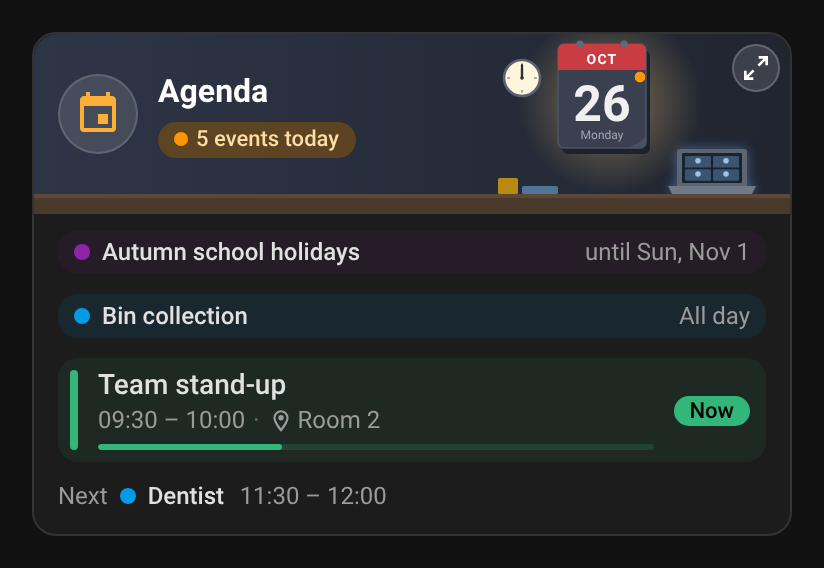 Agenda
5 events today
OCT
26
Monday
Autumn school holidays until Sun, Nov 1
Bin collection All day
Team stand-up
09:30 – 10:00 · Room 2
Now
Next Dentist 11:30 – 12:00